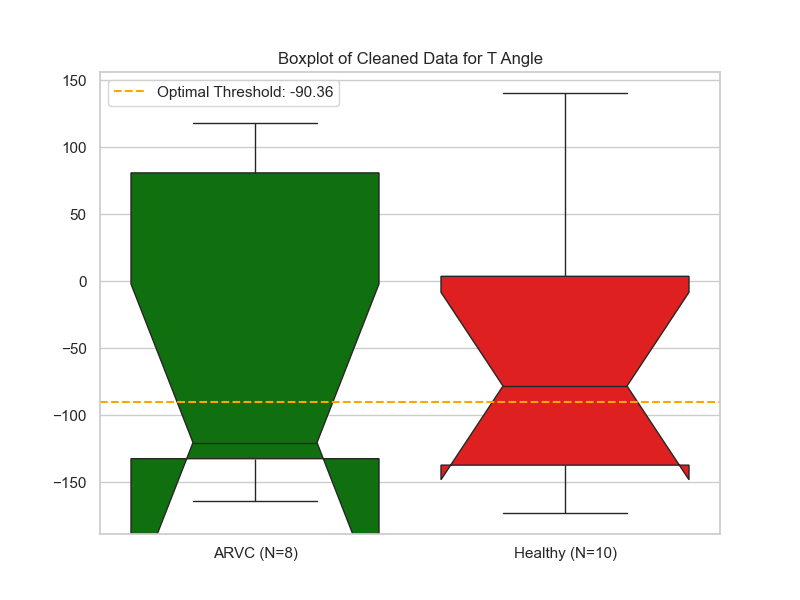 Boxplot of Cleaned Data for T Angle
Optimal Threshold: -90.36
150
100
50
0
−50
−100
−150
ARVC (N=8)
Healthy (N=10)